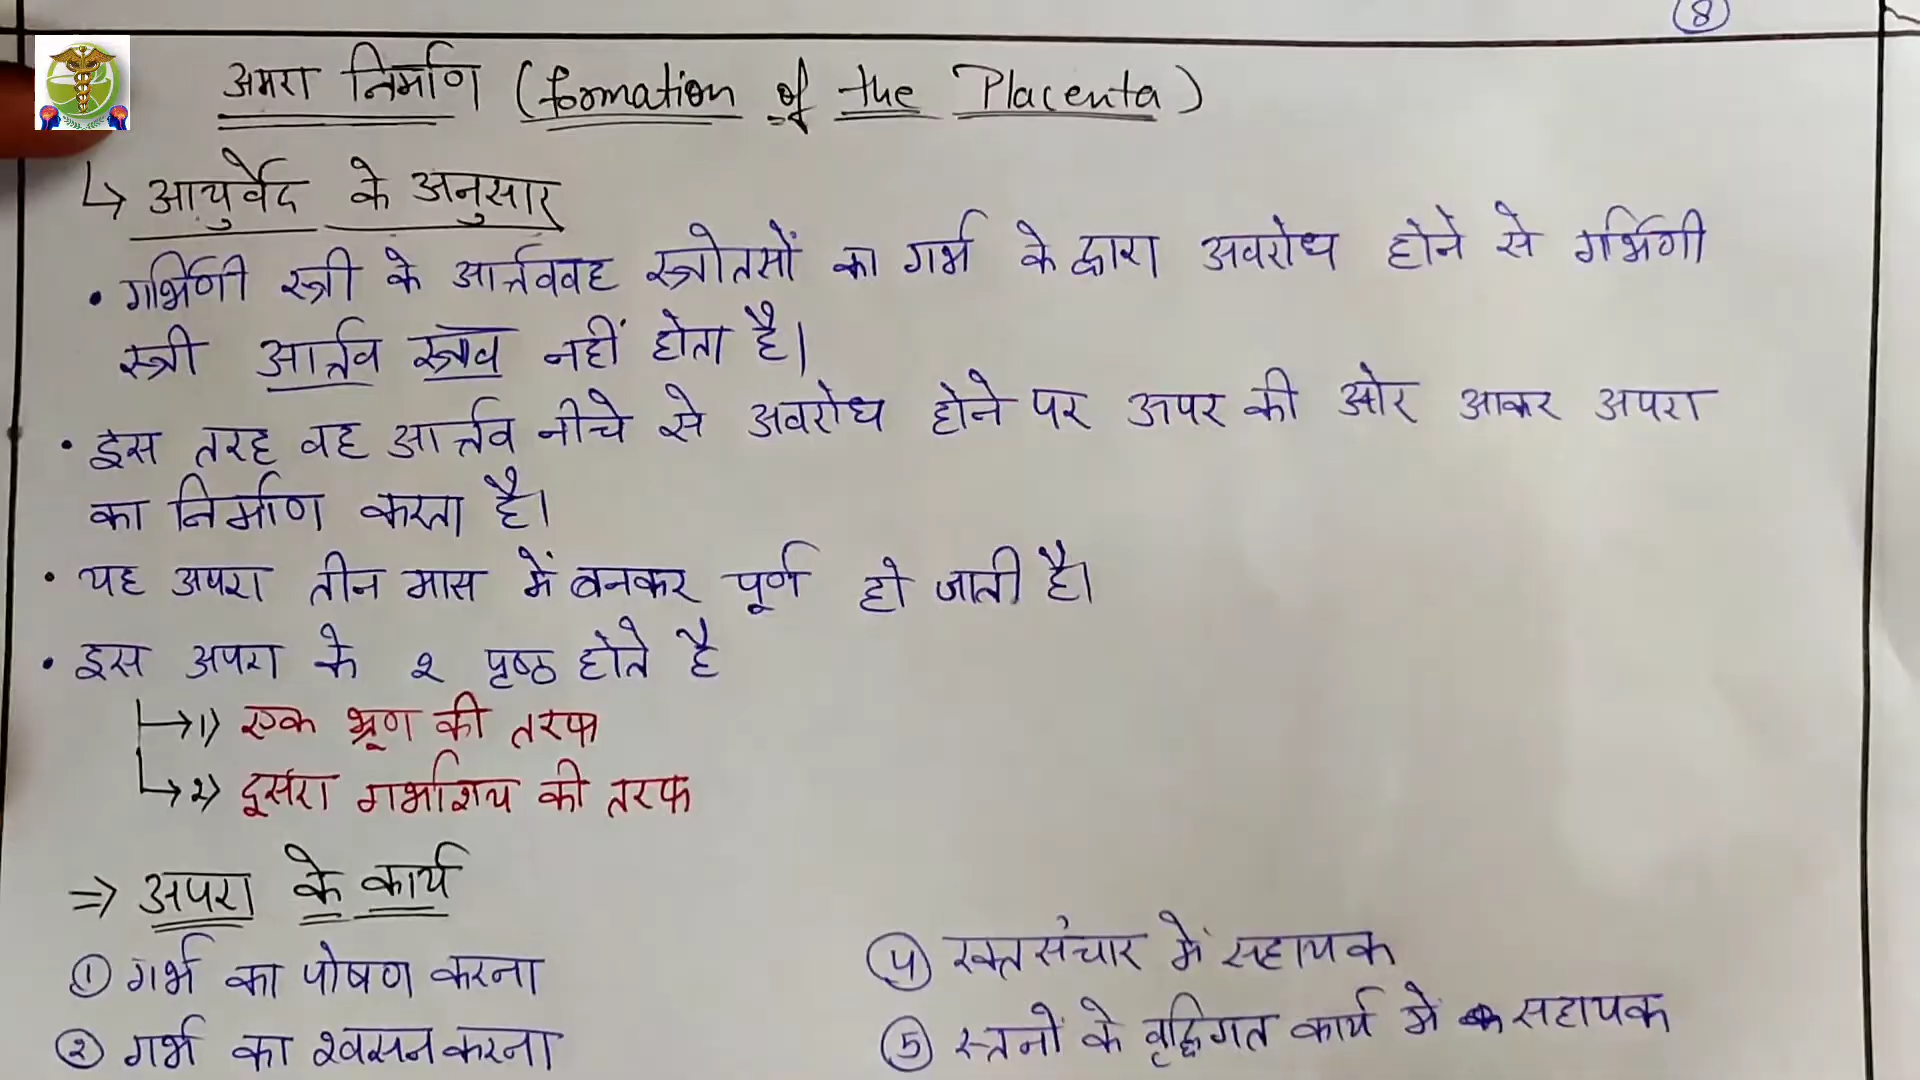 8
अमरा निर्माण (formation of the Placenta)
↳ आयुर्वेद के अनुसार
• गर्भिणी स्त्री के आर्त्तववह स्त्रोतसों का गर्भ के द्वारा अवरोध होने से गर्भिणी
स्त्री आर्त्तव स्त्राव नहीं होता है।
• इस तरह वह आर्त्तव नीचे से अवरोध होने पर ऊपर की ओर आकर अपरा
का निर्माण करता है।
• यह अपरा तीन मास में बनकर पूर्ण हो जाती है।
• इस अपरा के २ पृष्ठ होते है
→ 1) एक भ्रूण की तरफ
→ २) दूसरा गर्भाशय की तरफ
⇒ अपरा के कार्य
① गर्भ का पोषण करना
② गर्भ का श्वसन करना
④ रक्तसंचार में सहायक
⑤ स्तनों के वृद्धिगत कार्य में सहायक